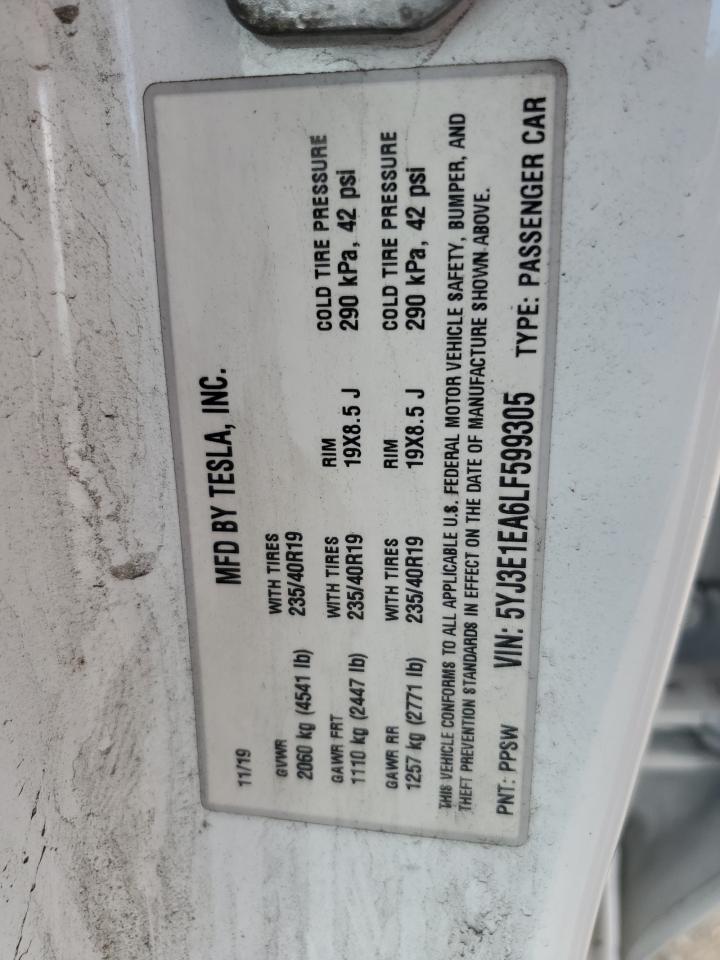 MFD BY TESLA, INC.
11/19
GVWR WITH TIRES
2060 kg (4541 lb) 235/40R19
GAWR FRT WITH TIRES RIM COLD TIRE PRESSURE
1110 kg (2447 lb) 235/40R19 19X8.5 J 290 kPa, 42 psi
GAWR RR WITH TIRES RIM COLD TIRE PRESSURE
1257 kg (2771 lb) 235/40R19 19X8.5 J 290 kPa, 42 psi
THIS VEHICLE CONFORMS TO ALL APPLICABLE U.S. FEDERAL MOTOR VEHICLE SAFETY, BUMPER, AND
THEFT PREVENTION STANDARDS IN EFFECT ON THE DATE OF MANUFACTURE SHOWN ABOVE.
PNT: PPSW VIN: 5YJ3E1EA6LF599305 TYPE: PASSENGER CAR